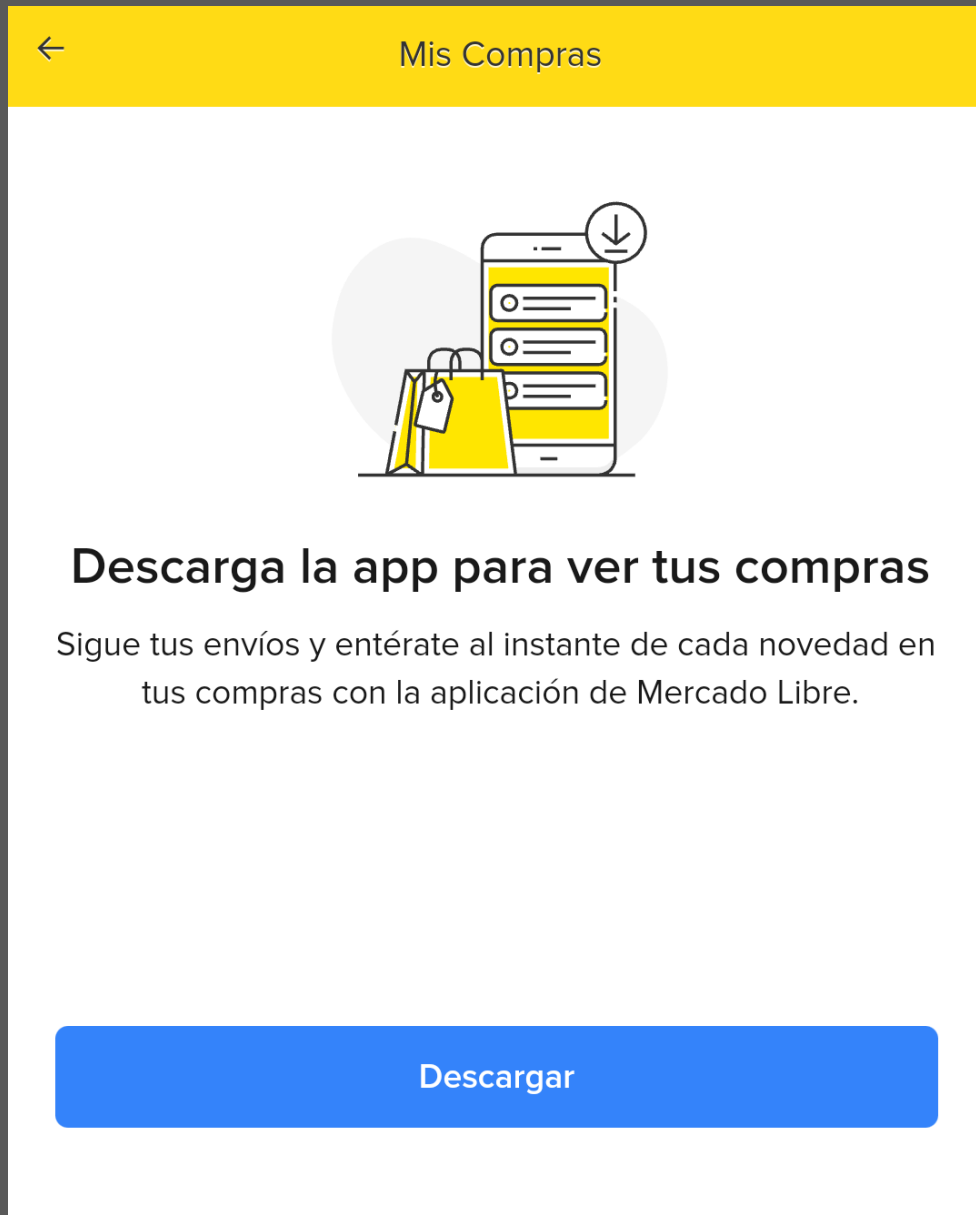 Mis Compras
Descarga la app para ver tus compras
Sigue tus envíos y entérate al instante de cada novedad en
tus compras con la aplicación de Mercado Libre.
Descargar